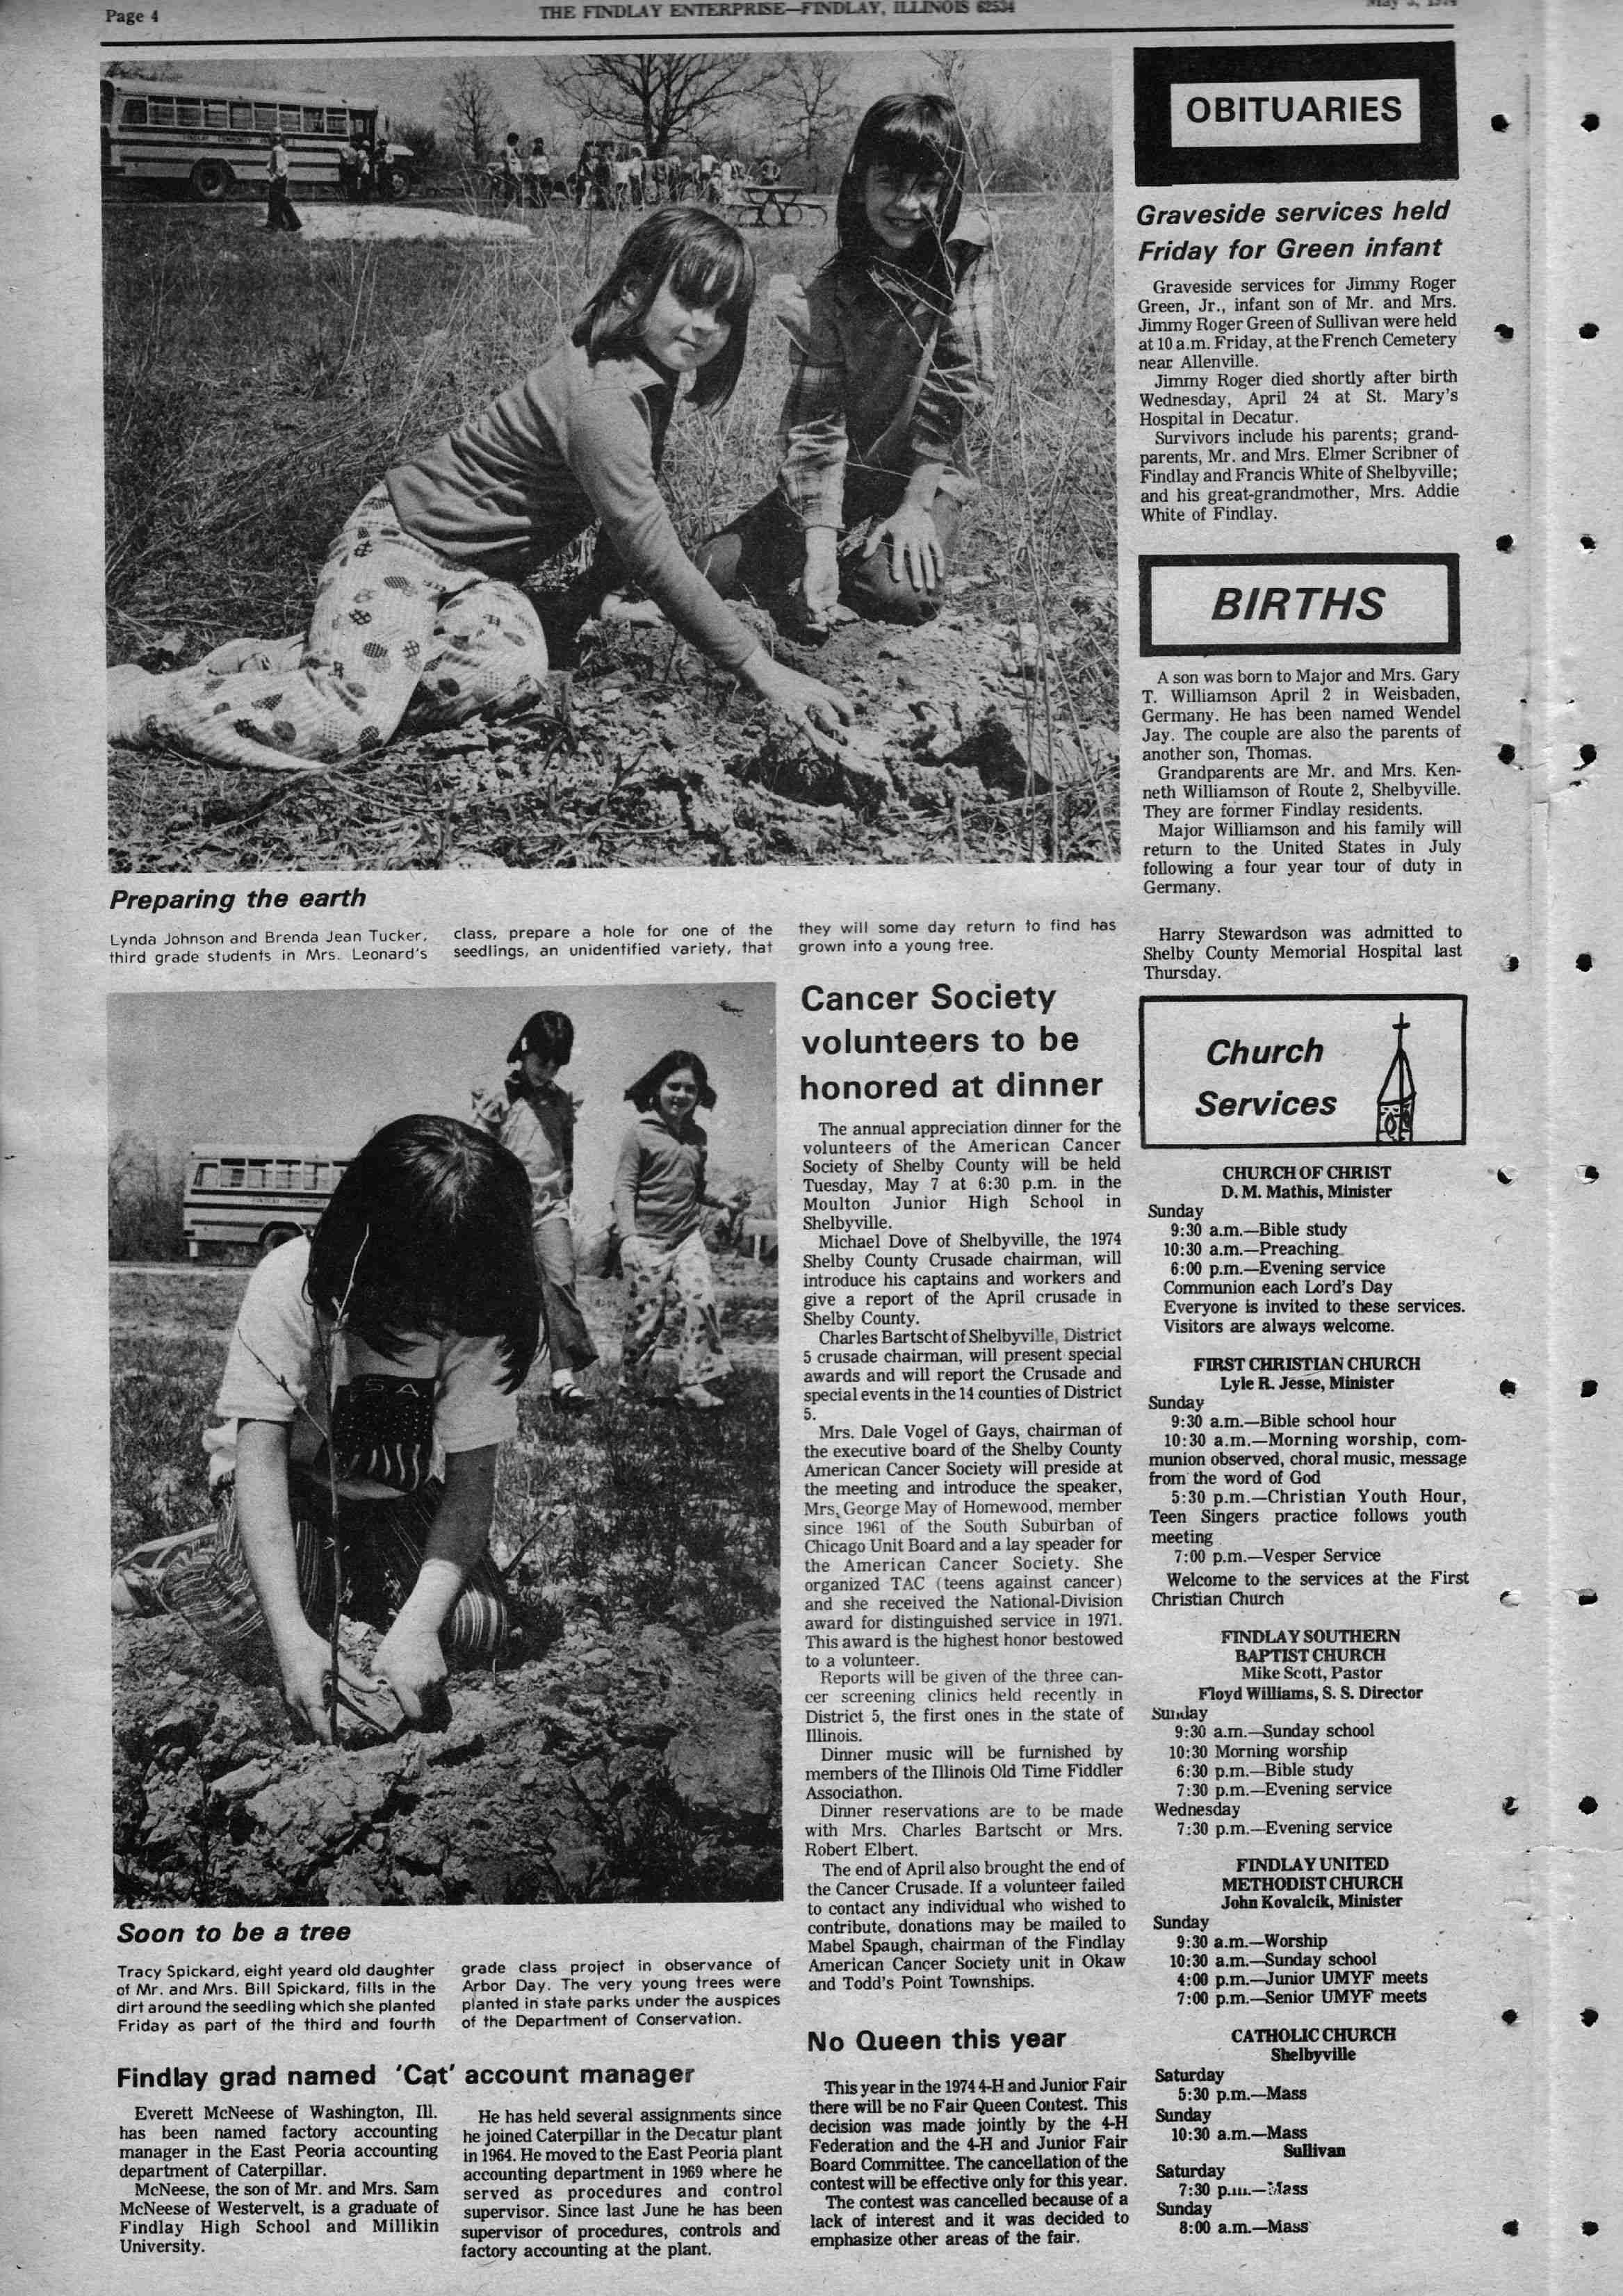 Page 4
THE FINDLAY ENTERPRISE—FINDLAY, ILLINOIS 62534
Preparing the earth
Lynda Johnson and Brenda Jean Tucker,
third grade students in Mrs. Leonard's
class, prepare a hole for one of the
seedlings, an unidentified variety, that
they will some day return to find has
grown into a young tree.
Soon to be a tree
Tracy Spickard, eight yeard old daughter
of Mr. and Mrs. Bill Spickard, fills in the
dirt around the seedling which she planted
Friday as part of the third and fourth
grade class project in observance of
Arbor Day. The very young trees were
planted in state parks under the auspices
of the Department of Conservation.
Findlay grad named 'Cat' account manager
Everett McNeese of Washington, Ill.
has been named factory accounting
manager in the East Peoria accounting
department of Caterpillar.
McNeese, the son of Mr. and Mrs. Sam
McNeese of Westervelt, is a graduate of
Findlay High School and Millikin
University.
He has held several assignments since
he joined Caterpillar in the Decatur plant
in 1964. He moved to the East Peoria plant
accounting department in 1969 where he
served as procedures and control
supervisor. Since last June he has been
supervisor of procedures, controls and
factory accounting at the plant.
Cancer Society
volunteers to be
honored at dinner
The annual appreciation dinner for the
volunteers of the American Cancer
Society of Shelby County will be held
Tuesday, May 7 at 6:30 p.m. in the
Moulton Junior High School in
Shelbyville.
Michael Dove of Shelbyville, the 1974
Shelby County Crusade chairman, will
introduce his captains and workers and
give a report of the April crusade in
Shelby County.
Charles Bartscht of Shelbyville, District
5 crusade chairman, will present special
awards and will report the Crusade and
special events in the 14 counties of District
5.
Mrs. Dale Vogel of Gays, chairman of
the executive board of the Shelby County
American Cancer Society will preside at
the meeting and introduce the speaker,
Mrs. George May of Homewood, member
since 1961 of the South Suburban of
Chicago Unit Board and a lay speader for
the American Cancer Society. She
organized TAC (teens against cancer)
and she received the National-Division
award for distinguished service in 1971.
This award is the highest honor bestowed
to a volunteer.
Reports will be given of the three can-
cer screening clinics held recently in
District 5, the first ones in the state of
Illinois.
Dinner music will be furnished by
members of the Illinois Old Time Fiddler
Associathon.
Dinner reservations are to be made
with Mrs. Charles Bartscht or Mrs.
Robert Elbert.
The end of April also brought the end of
the Cancer Crusade. If a volunteer failed
to contact any individual who wished to
contribute, donations may be mailed to
Mabel Spaugh, chairman of the Findlay
American Cancer Society unit in Okaw
and Todd's Point Townships.
No Queen this year
This year in the 1974 4-H and Junior Fair
there will be no Fair Queen Contest. This
decision was made jointly by the 4-H
Federation and the 4-H and Junior Fair
Board Committee. The cancellation of the
contest will be effective only for this year.
The contest was cancelled because of a
lack of interest and it was decided to
emphasize other areas of the fair.
OBITUARIES
Graveside services held
Friday for Green infant
Graveside services for Jimmy Roger
Green, Jr., infant son of Mr. and Mrs.
Jimmy Roger Green of Sullivan were held
at 10 a.m. Friday, at the French Cemetery
near Allenville.
Jimmy Roger died shortly after birth
Wednesday, April 24 at St. Mary's
Hospital in Decatur.
Survivors include his parents; grand-
parents, Mr. and Mrs. Elmer Scribner of
Findlay and Francis White of Shelbyville;
and his great-grandmother, Mrs. Addie
White of Findlay.
BIRTHS
A son was born to Major and Mrs. Gary
T. Williamson April 2 in Weisbaden,
Germany. He has been named Wendel
Jay. The couple are also the parents of
another son, Thomas.
Grandparents are Mr. and Mrs. Ken-
neth Williamson of Route 2, Shelbyville.
They are former Findlay residents.
Major Williamson and his family will
return to the United States in July
following a four year tour of duty in
Germany.
Harry Stewardson was admitted to
Shelby County Memorial Hospital last
Thursday.
Church
Services
CHURCH OF CHRIST
D. M. Mathis, Minister
Sunday
9:30 a.m.—Bible study
10:30 a.m.—Preaching
6:00 p.m.—Evening service
Communion each Lord's Day
Everyone is invited to these services.
Visitors are always welcome.
FIRST CHRISTIAN CHURCH
Lyle R. Jesse, Minister
Sunday
9:30 a.m.—Bible school hour
10:30 a.m.—Morning worship, com-
munion observed, choral music, message
from the word of God
5:30 p.m.—Christian Youth Hour,
Teen Singers practice follows youth
meeting
7:00 p.m.—Vesper Service
Welcome to the services at the First
Christian Church
FINDLAY SOUTHERN
BAPTIST CHURCH
Mike Scott, Pastor
Floyd Williams, S. S. Director
Sunday
9:30 a.m.—Sunday school
10:30 Morning worship
6:30 p.m.—Bible study
7:30 p.m.—Evening service
Wednesday
7:30 p.m.—Evening service
FINDLAY UNITED
METHODIST CHURCH
John Kovalcik, Minister
Sunday
9:30 a.m.—Worship
10:30 a.m.—Sunday school
4:00 p.m.—Junior UMYF meets
7:00 p.m.—Senior UMYF meets
CATHOLIC CHURCH
Shelbyville
Saturday
5:30 p.m.—Mass
Sunday
10:30 a.m.—Mass
Sullivan
Saturday
7:30 p.m.—Mass
Sunday
8:00 a.m.—Mass